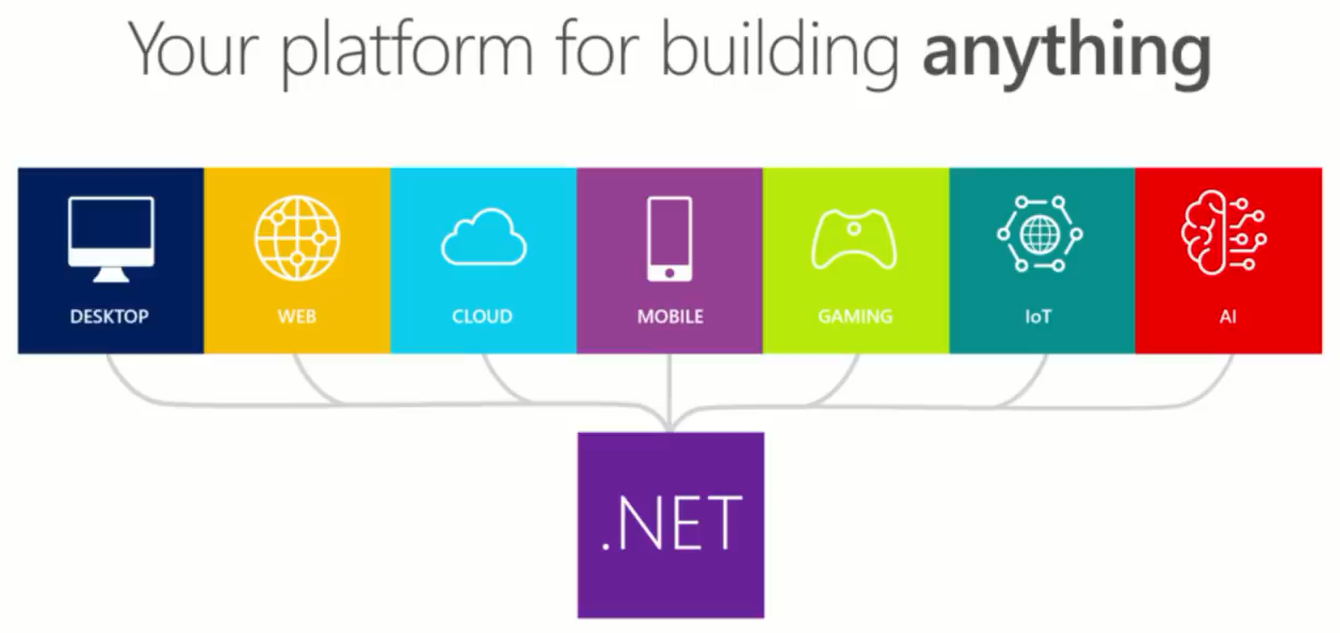 Your platform for building anything
DESKTOP
WEB
CLOUD
MOBILE
GAMING
IoT
AI
.NET